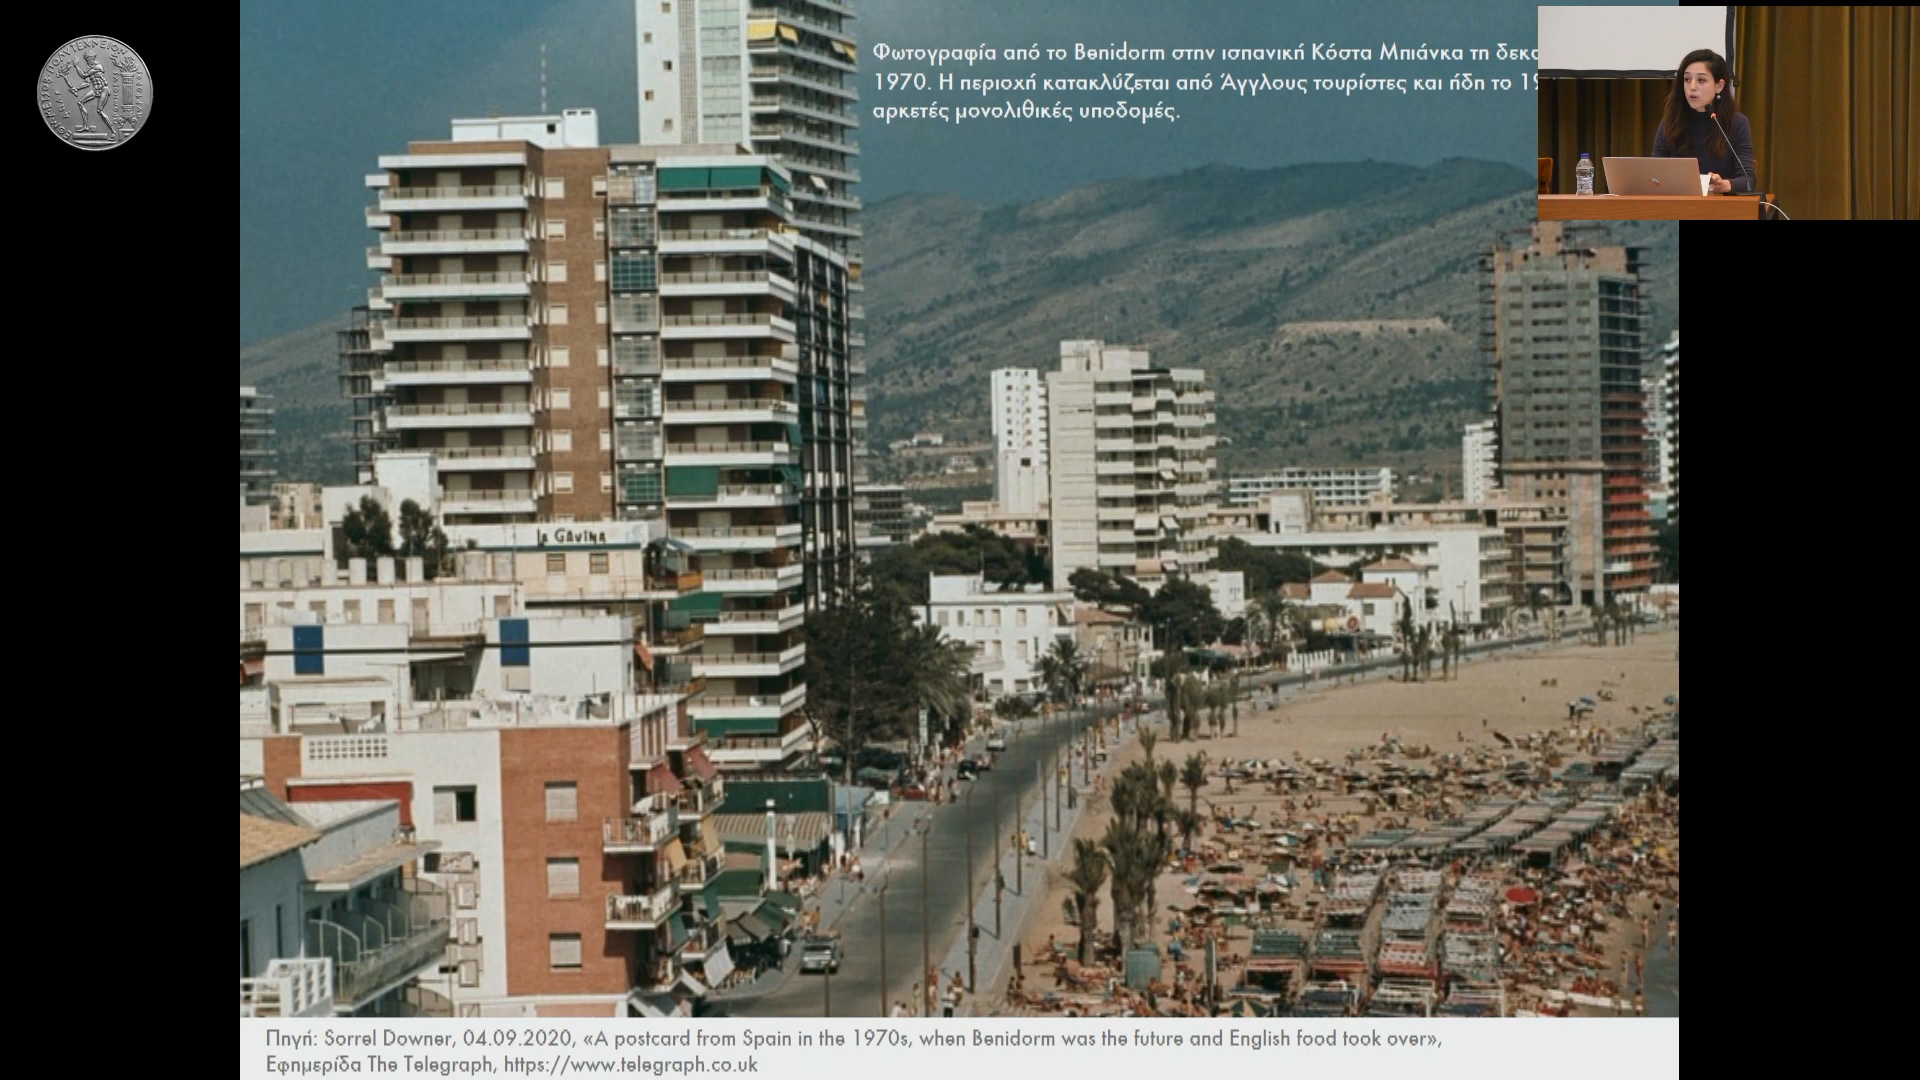 Φωτογραφία από το Benidorm στην ισπανική Κόστα Μπιάνκα τη
1970. Η περιοχή κατακλύζεται από Άγγλους τουρίστες και ήδη το
αρκετές μονολιθικές υποδομές.
la Gavina
Πηγή: Sorrel Downer, 04.09.2020, «A postcard from Spain in the 1970s, when Benidorm was the future and English food took over»,
Εφημερίδα The Telegraph, https://www.telegraph.co.uk